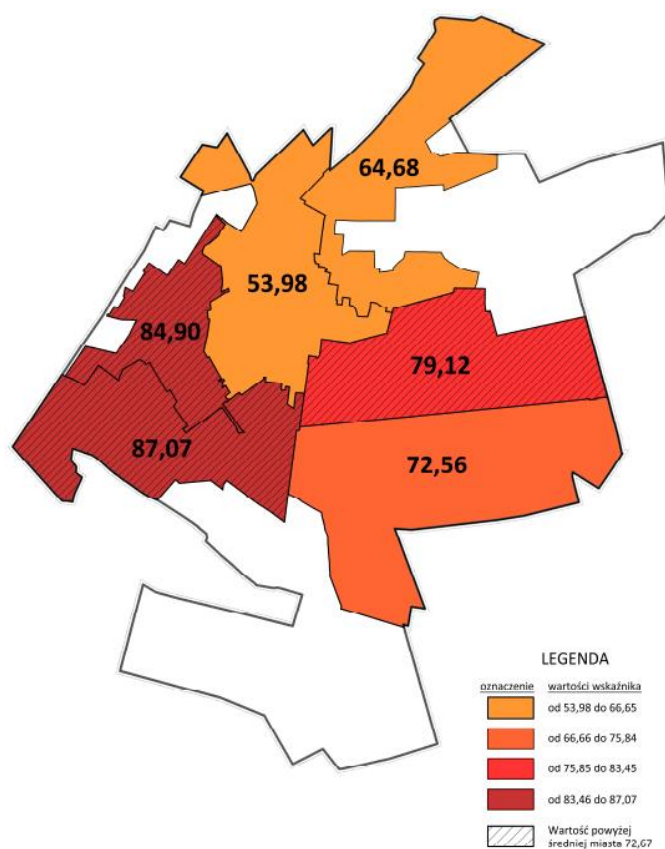 64,68
53,98
84,90
79,12
87,07
72,56
LEGENDA
oznaczenie wartości wskaźnika
od 53,98 do 66,65
od 66,66 do 75,84
od 75,85 do 83,45
od 83,46 do 87,07
Wartość powyżej
średniej miasta 72,67